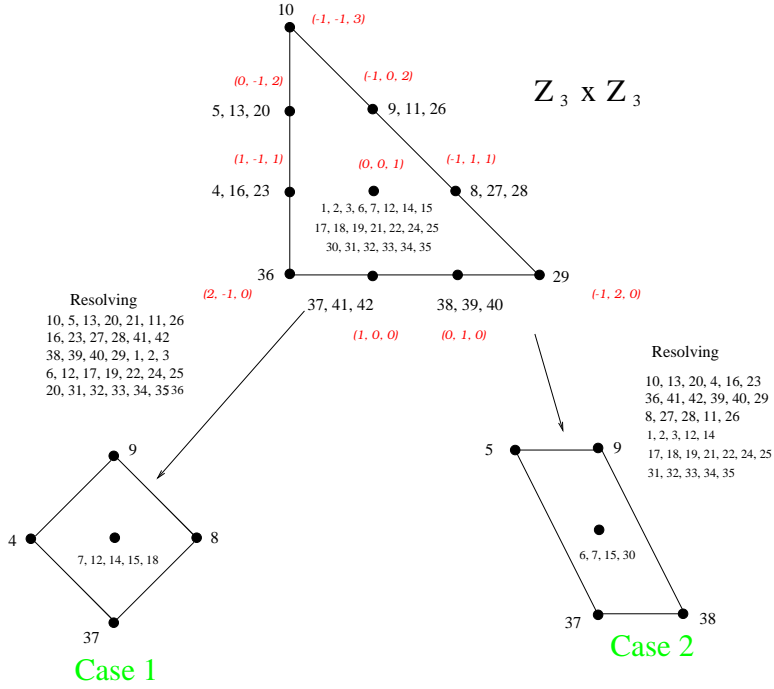 10
(-1, -1, 3)
(0, -1, 2)
(-1, 0, 2)
Z 3 x Z 3
5, 13, 20
9, 11, 26
(1, -1, 1)
(0, 0, 1)
(-1, 1, 1)
4, 16, 23
8, 27, 28
1, 2, 3, 6, 7, 12, 14, 15
17, 18, 19, 21, 22, 24, 25
30, 31, 32, 33, 34, 35
36
29
(2, -1, 0)
(-1, 2, 0)
37, 41, 42
38, 39, 40
(1, 0, 0)
(0, 1, 0)
Resolving
10, 5, 13, 20, 21, 11, 26
16, 23, 27, 28, 41, 42
38, 39, 40, 29, 1, 2, 3
6, 12, 17, 19, 22, 24, 25
20, 31, 32, 33, 34, 35 36
Resolving
10, 13, 20, 4, 16, 23
36, 41, 42, 39, 40, 29
8, 27, 28, 11, 26
1, 2, 3, 12, 14
17, 18, 19, 21, 22, 24, 25
31, 32, 33, 34, 35
9
4
8
7, 12, 14, 15, 18
37
Case 1
5
9
6, 7, 15, 30
37
38
Case 2